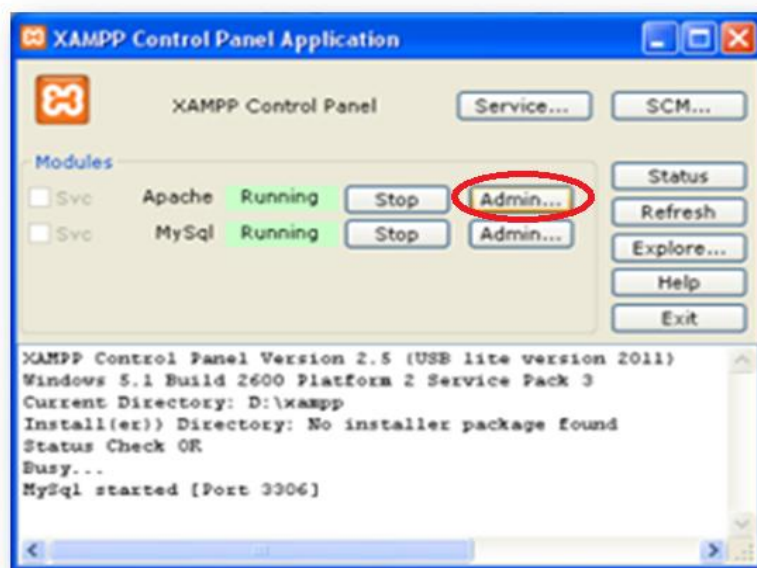 XAMPP Control Panel Application
XAMPP Control Panel Service... SCM...
Modules
Svc Apache Running Stop Admin...
Svc MySql Running Stop Admin...
Status
Refresh
Explore...
Help
Exit
XAMPP Control Panel Version 2.5 (USB lite version 2011)
Windows 5.1 Build 2600 Platform 2 Service Pack 3
Current Directory: D:\xampp
Install(er)) Directory: No installer package found
Status Check OK
Busy...
MySql started [Port 3306]